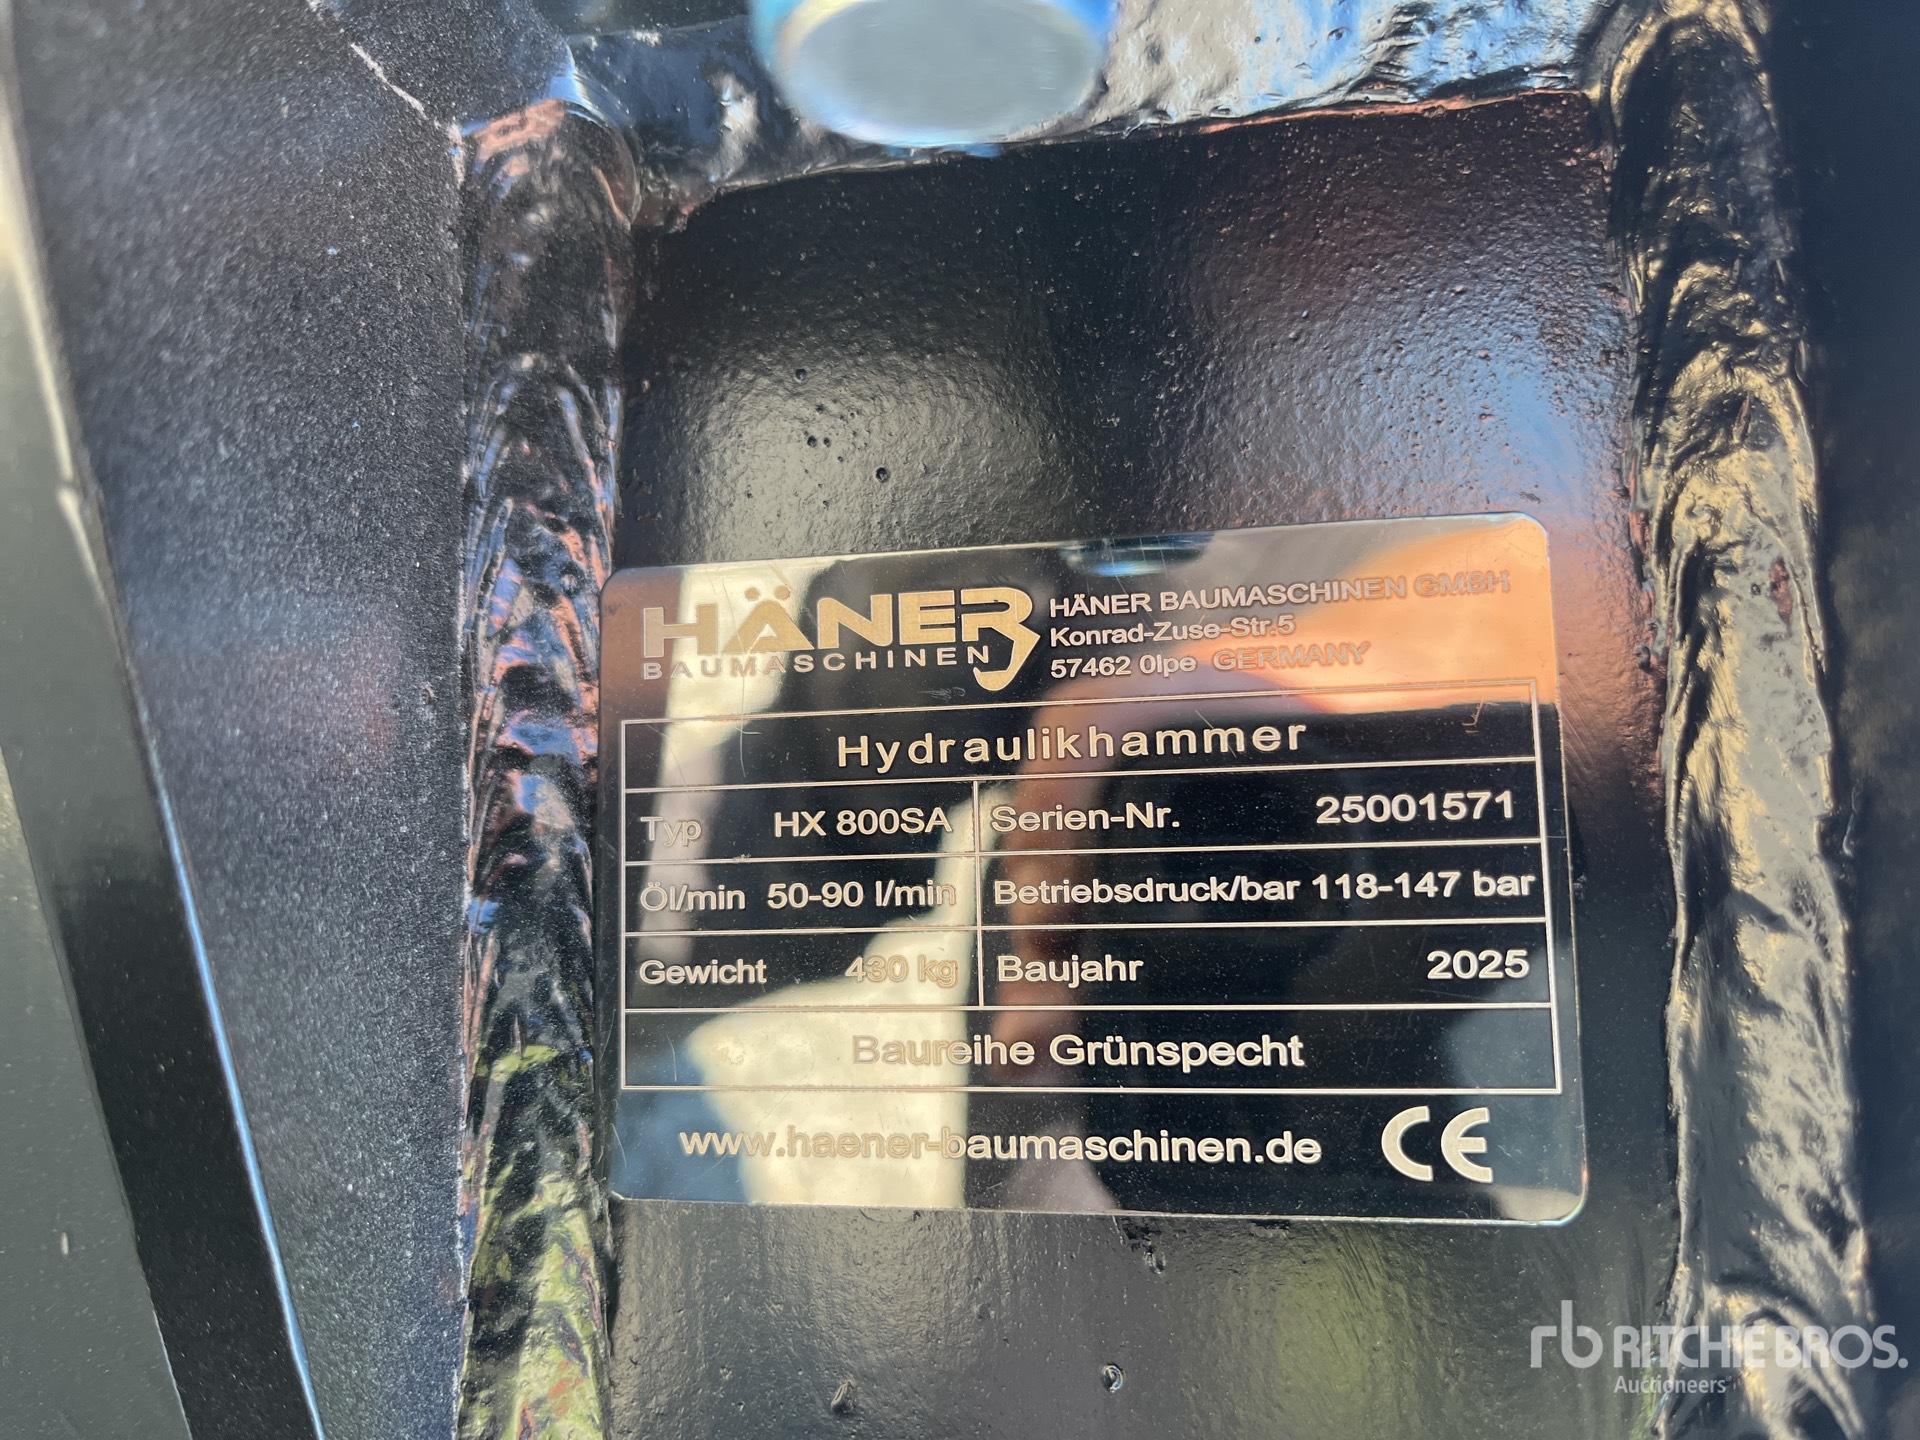 HÄNER
BAUMASCHINEN
HÄNER BAUMASCHINEN GMBH
Konrad-Zuse-Str.5
57462 Olpe GERMANY
Hydraulikhammer
Typ HX 800SA Serien-Nr. 25001571
Öl/min 50-90 l/min Betriebsdruck/bar 118-147 bar
Gewicht 430 kg Baujahr 2025
Baureihe Grünspecht
www.haener-baumaschinen.de CE
rb RITCHIE BROS.
Auctioneers